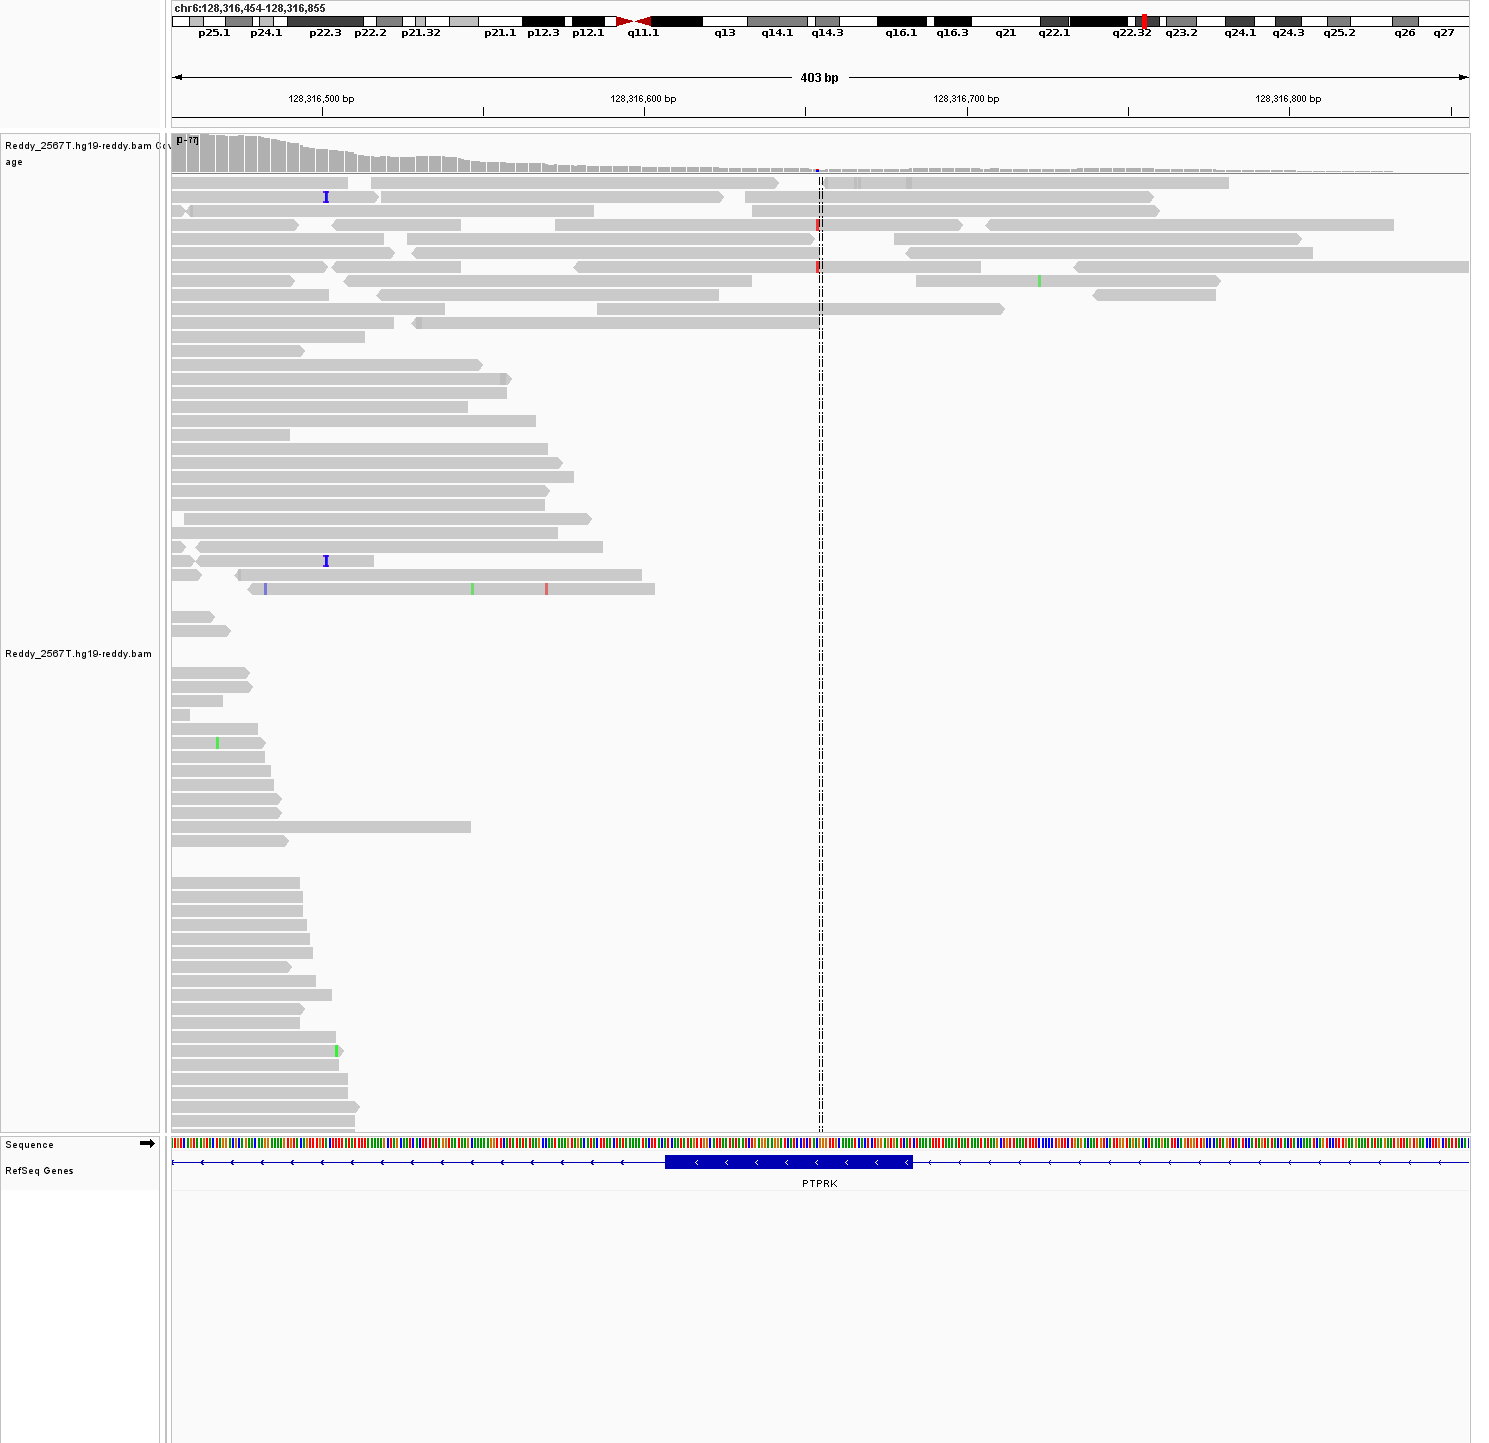 chr6:128,316,454-128,316,855
p25.1 p24.1 p22.3 p22.2 p21.32 p21.1 p12.3 p12.1 q11.1 q13 q14.1 q14.3 q16.1 q16.3 q21 q22.1 q22.32 q23.2 q24.1 q24.3 q25.2 q26 q27
403 bp
128,316,500 bp 128,316,600 bp 128,316,700 bp 128,316,800 bp
[0 - 77]
Reddy_2567T.hg19-reddy.bam Cov
age
I
I
Reddy_2567T.hg19-reddy.bam
Sequence
RefSeq Genes
PTPRK